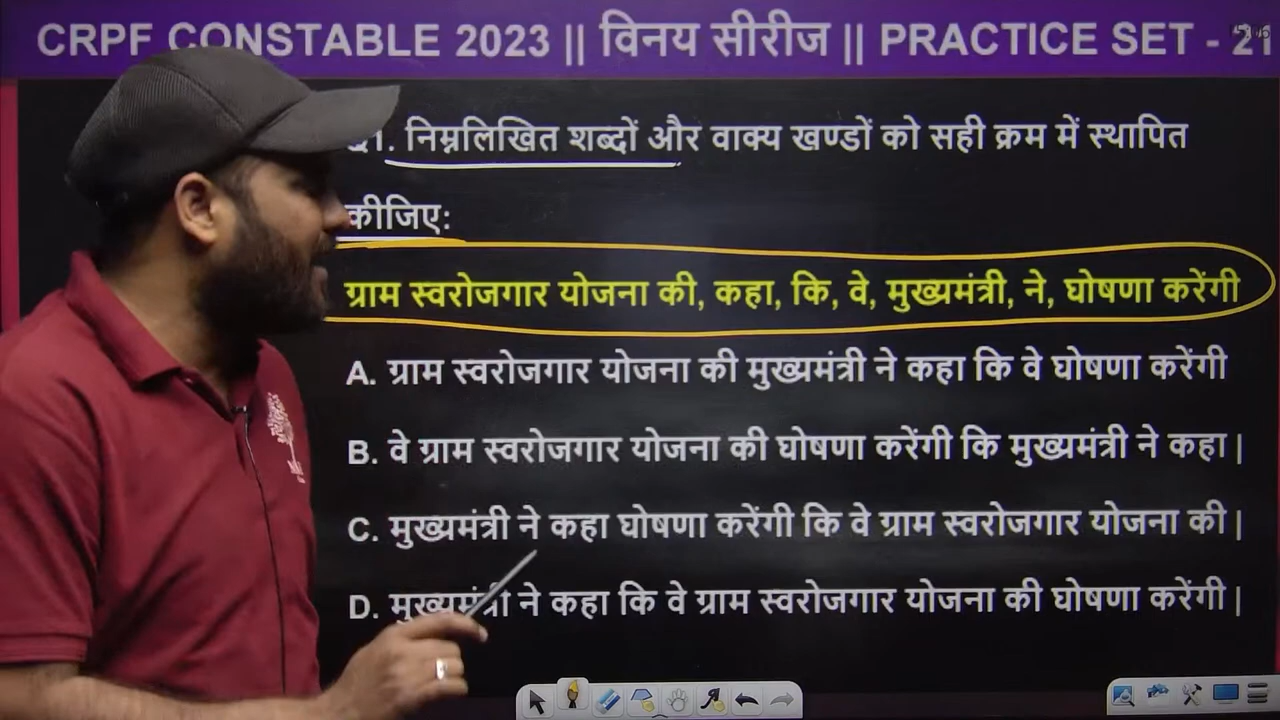 CRPF CONSTABLE 2023 || विनय सीरीज || PRACTICE SET - 21
1. निम्नलिखित शब्दों और वाक्य खण्डों को सही क्रम में स्थापित
कीजिए:
ग्राम स्वरोजगार योजना की, कहा, कि, वे, मुख्यमंत्री, ने, घोषणा करेंगी
A. ग्राम स्वरोजगार योजना की मुख्यमंत्री ने कहा कि वे घोषणा करेंगी
B. वे ग्राम स्वरोजगार योजना की घोषणा करेंगी कि मुख्यमंत्री ने कहा |
C. मुख्यमंत्री ने कहा घोषणा करेंगी कि वे ग्राम स्वरोजगार योजना की |
D. मुख्यमंत्री ने कहा कि वे ग्राम स्वरोजगार योजना की घोषणा करेंगी |